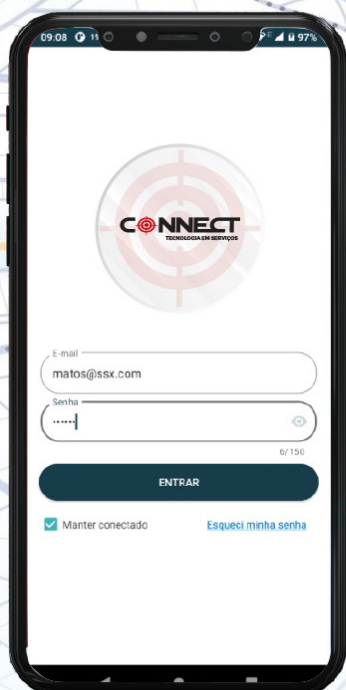 09:08
97%
CONNECT
TECNOLOGIA EM SERVIÇOS
E-mail
matos@ssx.com
Senha
······
6/150
ENTRAR
Manter conectado
Esqueci minha senha